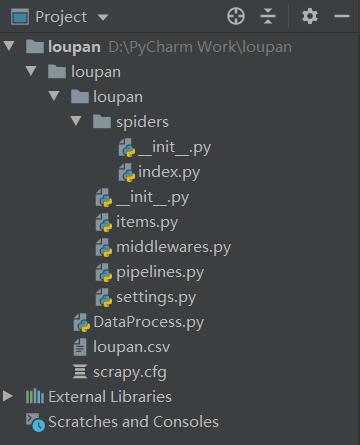 Project
loupan D:\PyCharm Work\loupan
loupan
loupan
spiders
__init__.py
index.py
__init__.py
items.py
middlewares.py
pipelines.py
settings.py
DataProcess.py
loupan.csv
scrapy.cfg
External Libraries
Scratches and Consoles